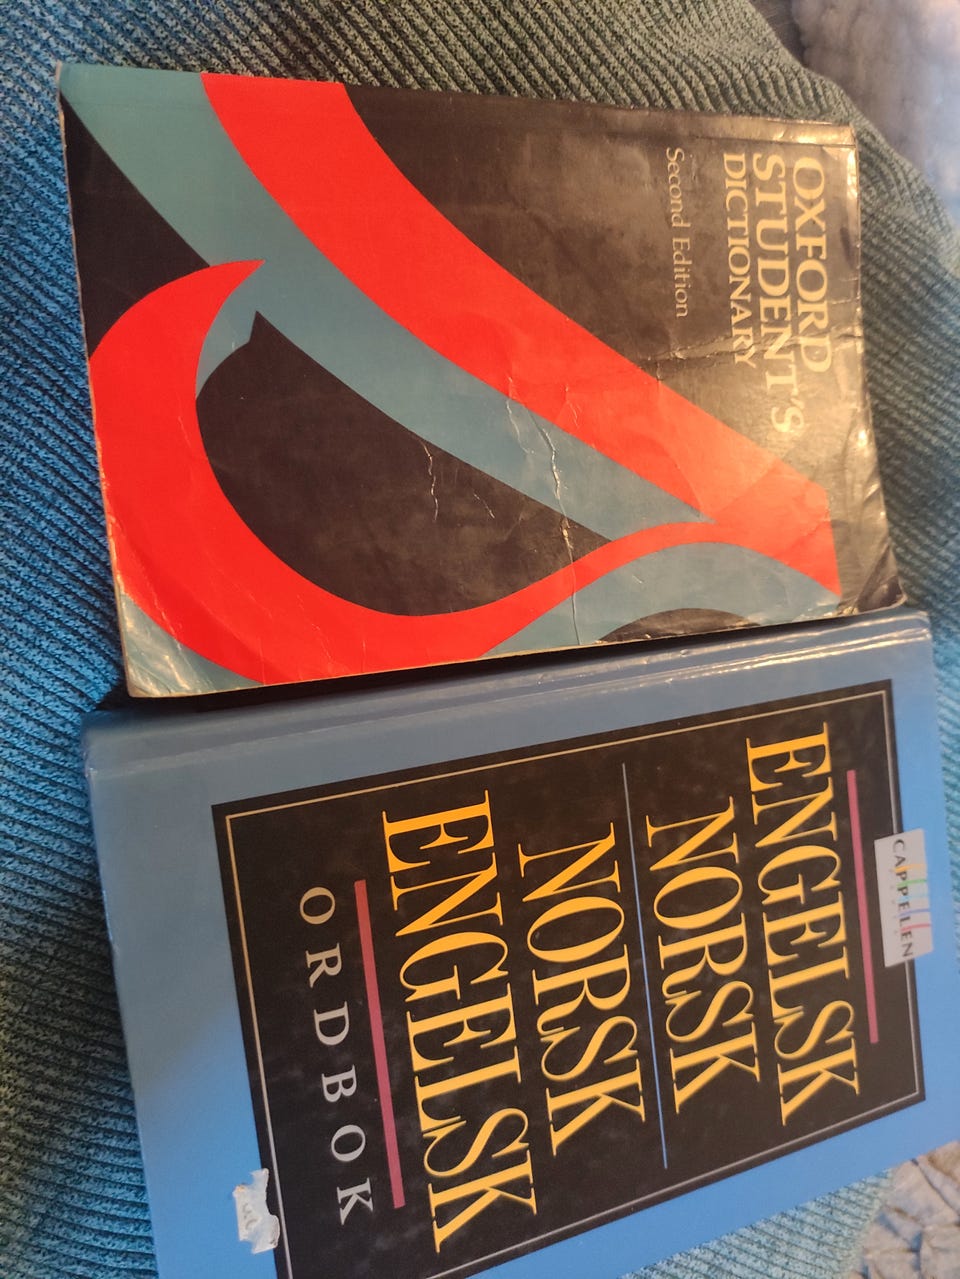 OXFORD
STUDENT'S
DICTIONARY
Second Edition
CAPPELEN
ENGELSK
NORSK
NORSK
ENGELSK
ORDBOK